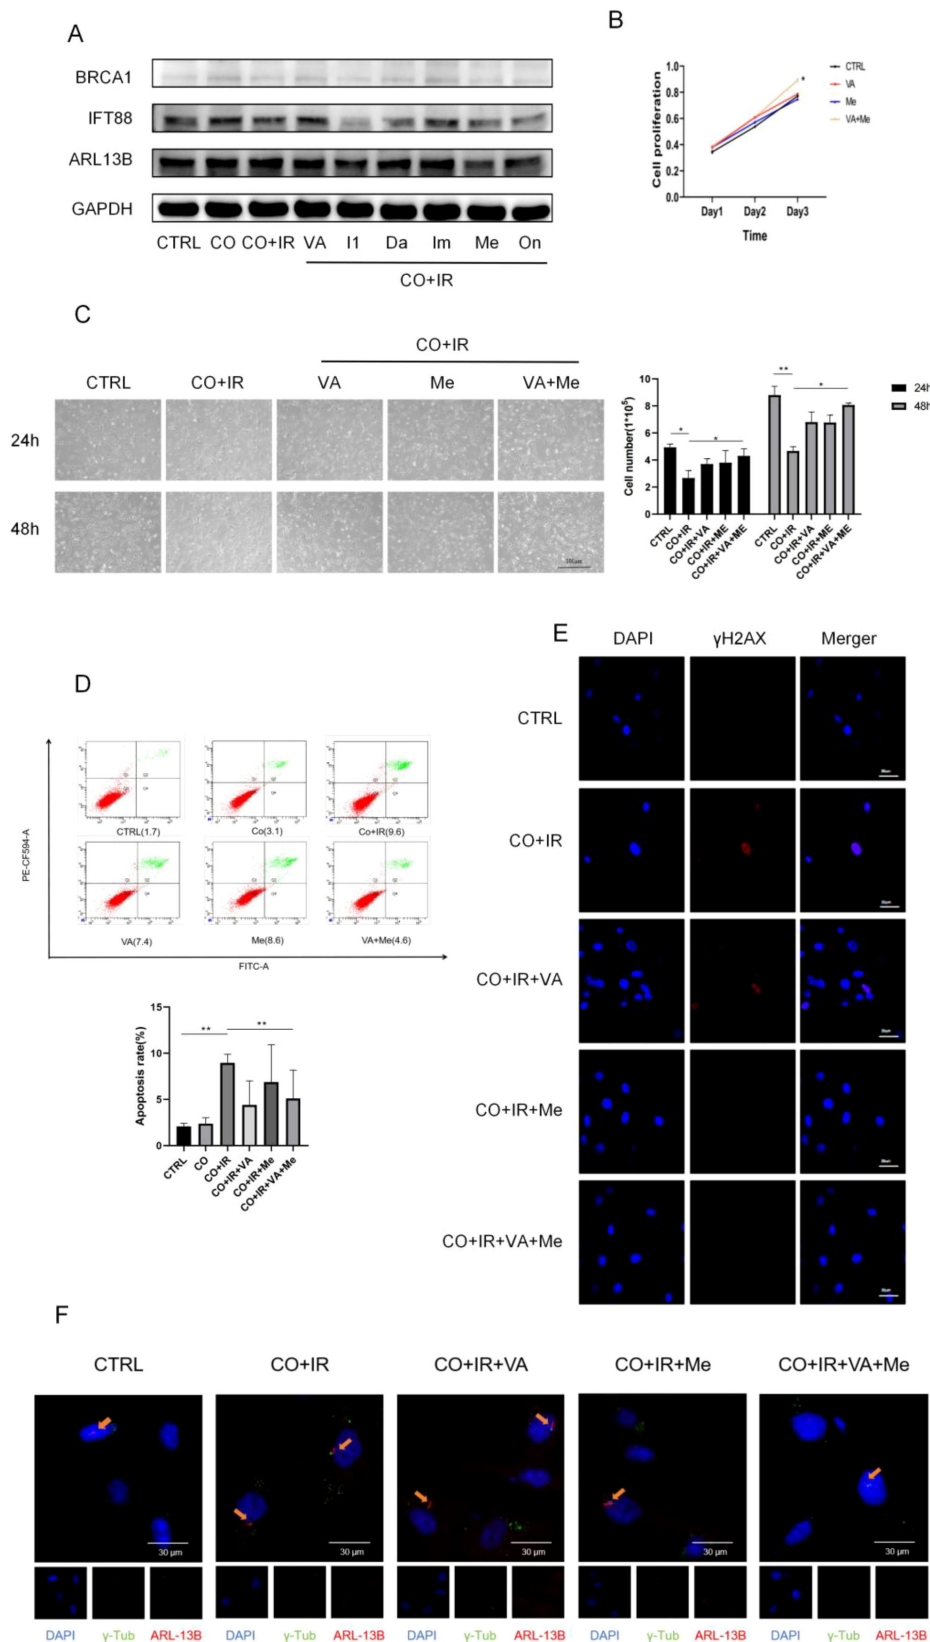 A
BRCA1
IFT88
ARL13B
GAPDH
CTRL CO CO+IR VA I1 Da Im Me On
CO+IR
B
Cell proliferation
1.0
0.8
0.6
0.4
0.2
0.0
Day1 Day2 Day3
Time
*
CTRL
VA
Me
VA+Me
C
CO+IR
CTRL CO+IR VA Me VA+Me
24h
48h
Cell number(1*10⁵)
10
8
6
4
2
0
* * ** *
CTRL CO+IR CO+IR+VA CO+IR+ME CO+IR+VA+ME CTRL CO+IR CO+IR+VA CO+IR+ME CO+IR+VA+ME
24h
48h
D
PE-CF594-A
CTRL(1.7) Co(3.1) Co+IR(9.6)
VA(7.4) Me(8.6) VA+Me(4.6)
FITC-A
Apoptosis rate(%)
15
10
5
0
** **
CTRL CO CO+IR CO+IR+VA CO+IR+Me CO+IR+VA+Me
E
DAPI γH2AX Merger
CTRL
CO+IR
CO+IR+VA
CO+IR+Me
CO+IR+VA+Me
F
CTRL CO+IR CO+IR+VA CO+IR+Me CO+IR+VA+Me
30 μm 30 μm 30 μm 30 μm 30 μm
DAPI γ-Tub ARL-13B DAPI γ-Tub ARL-13B DAPI γ-Tub ARL-13B DAPI γ-Tub ARL-13B DAPI γ-Tub ARL-13B